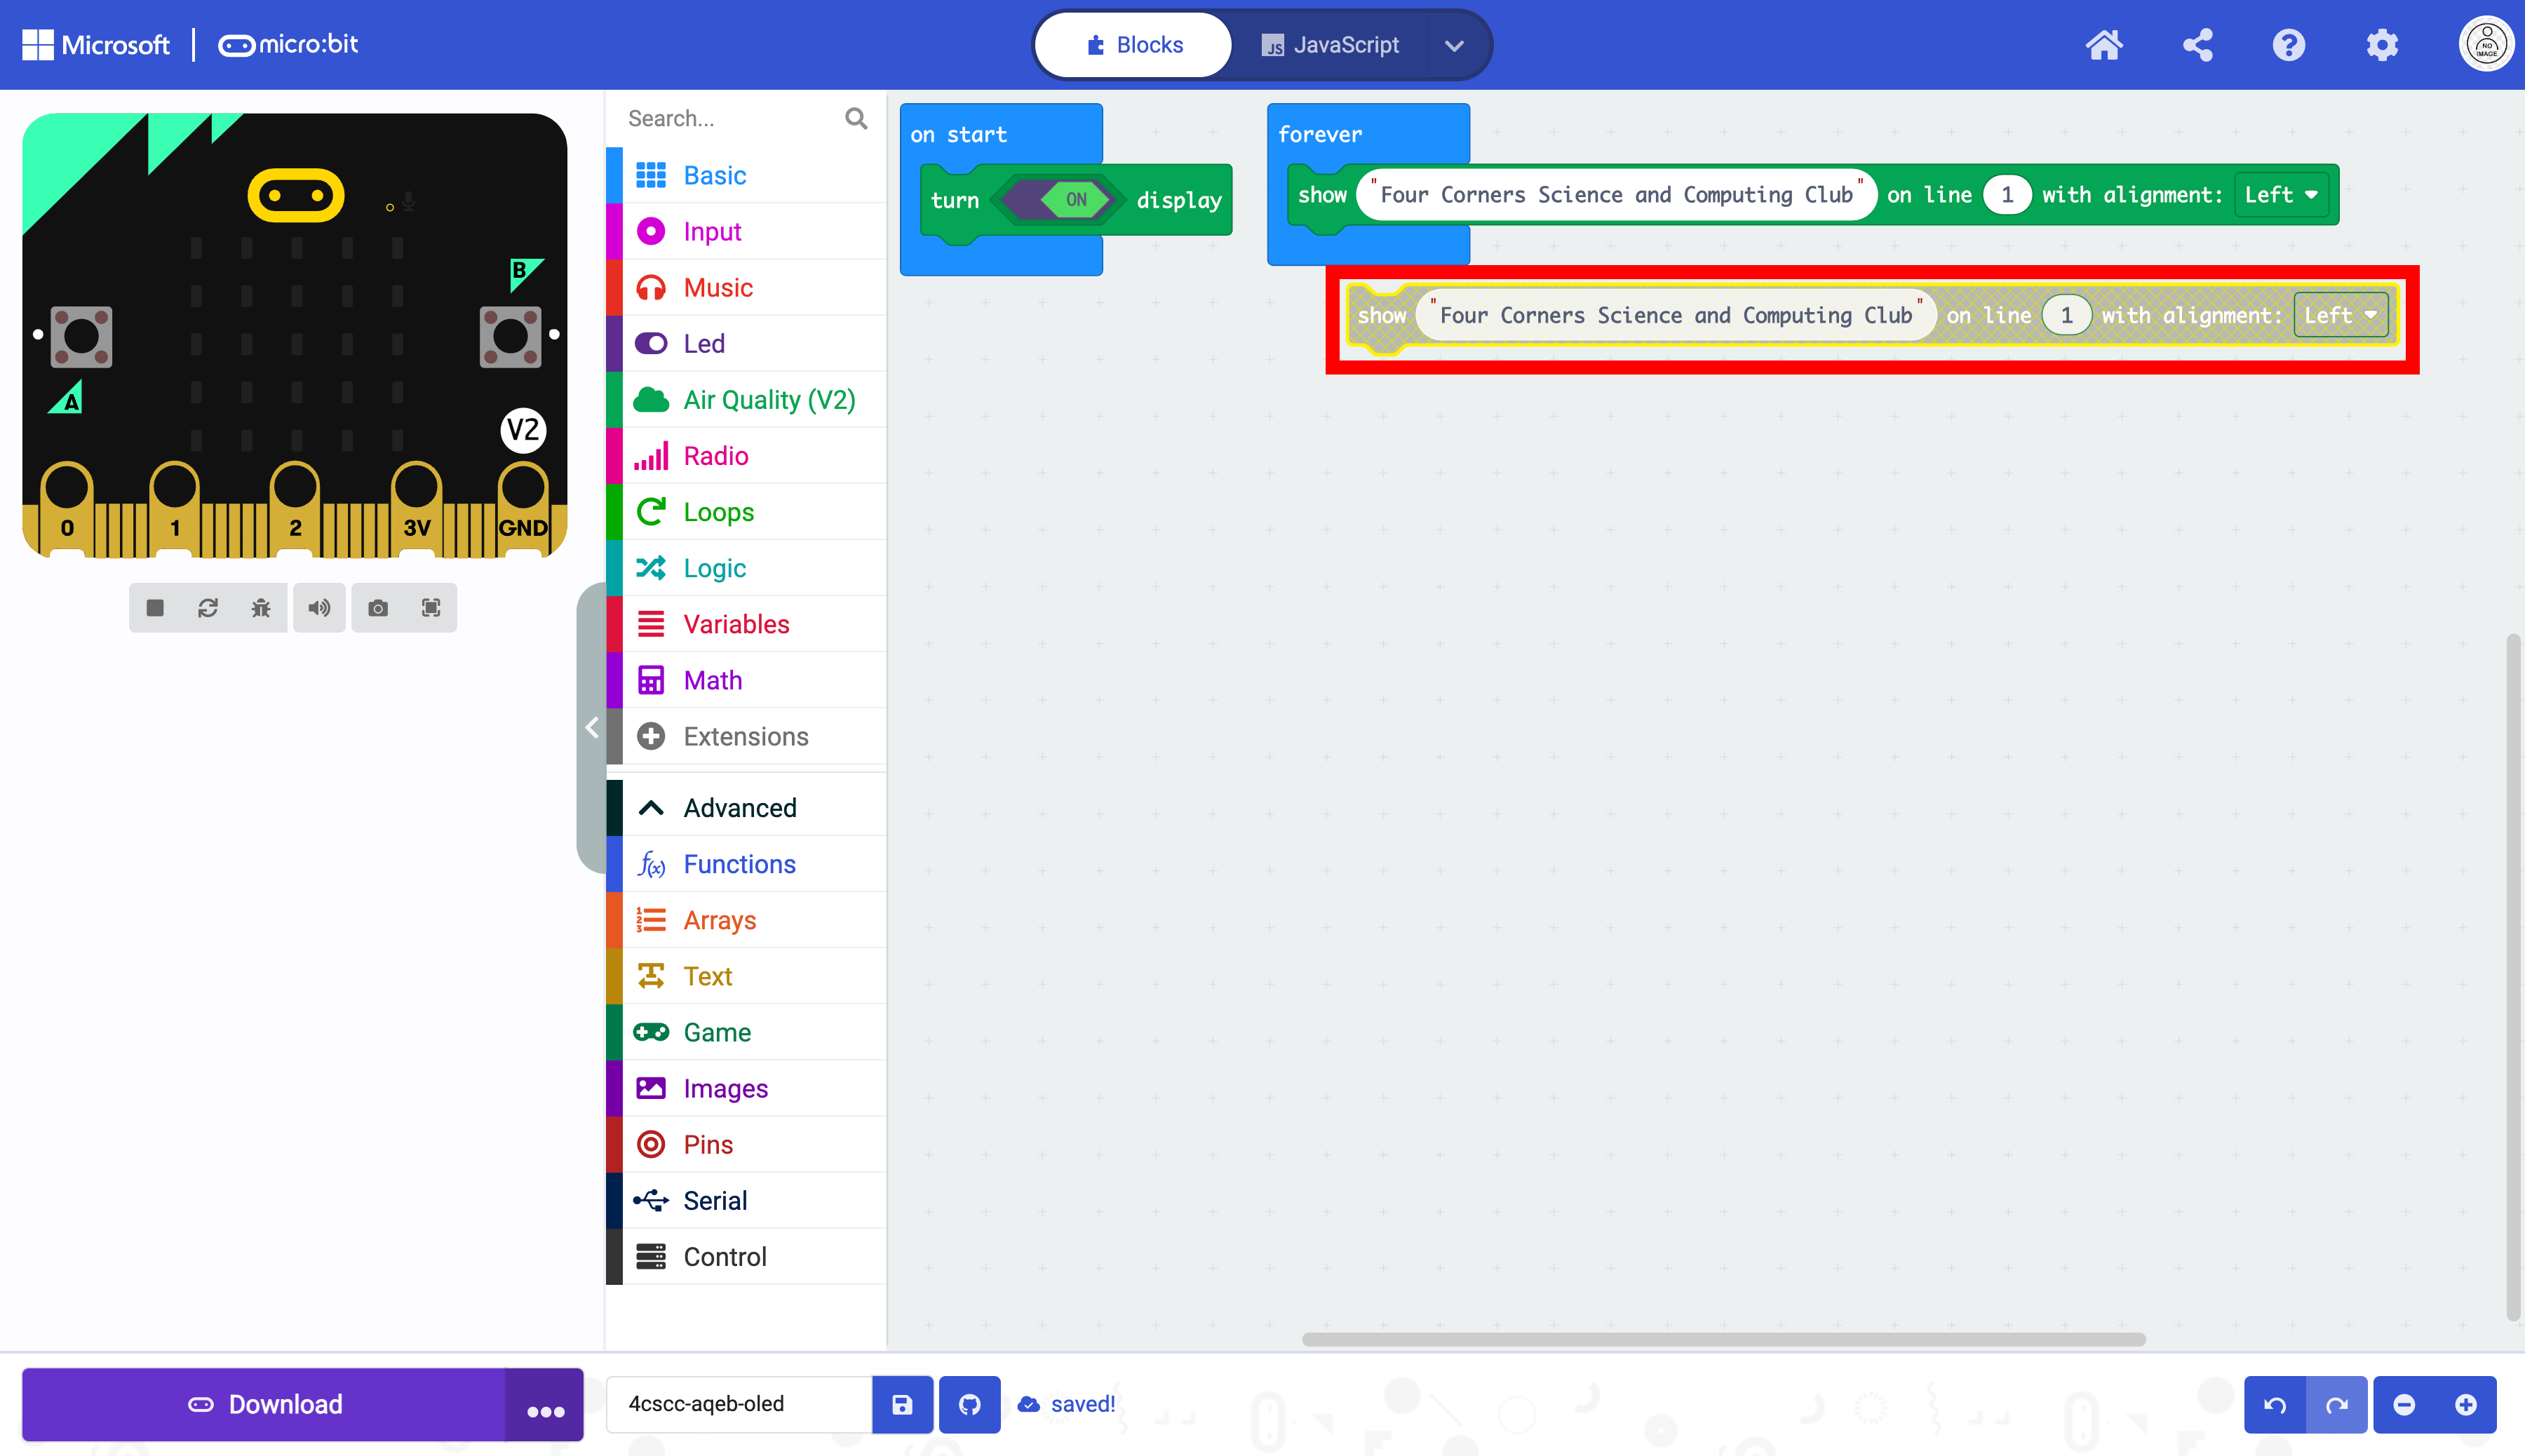 Microsoft | micro:bit
Blocks JavaScript
NO IMAGE
Search...
Basic
Input
Music
Led
Air Quality (V2)
Radio
Loops
Logic
Variables
Math
Extensions
Advanced
Functions
Arrays
Text
Game
Images
Pins
Serial
Control
B
A
V2
0 1 2 3V GND
on start
turn ON display
forever
show "Four Corners Science and Computing Club" on line 1 with alignment: Left
show "Four Corners Science and Computing Club" on line 1 with alignment: Left
Download ••• 4cscc-aqeb-oled saved!